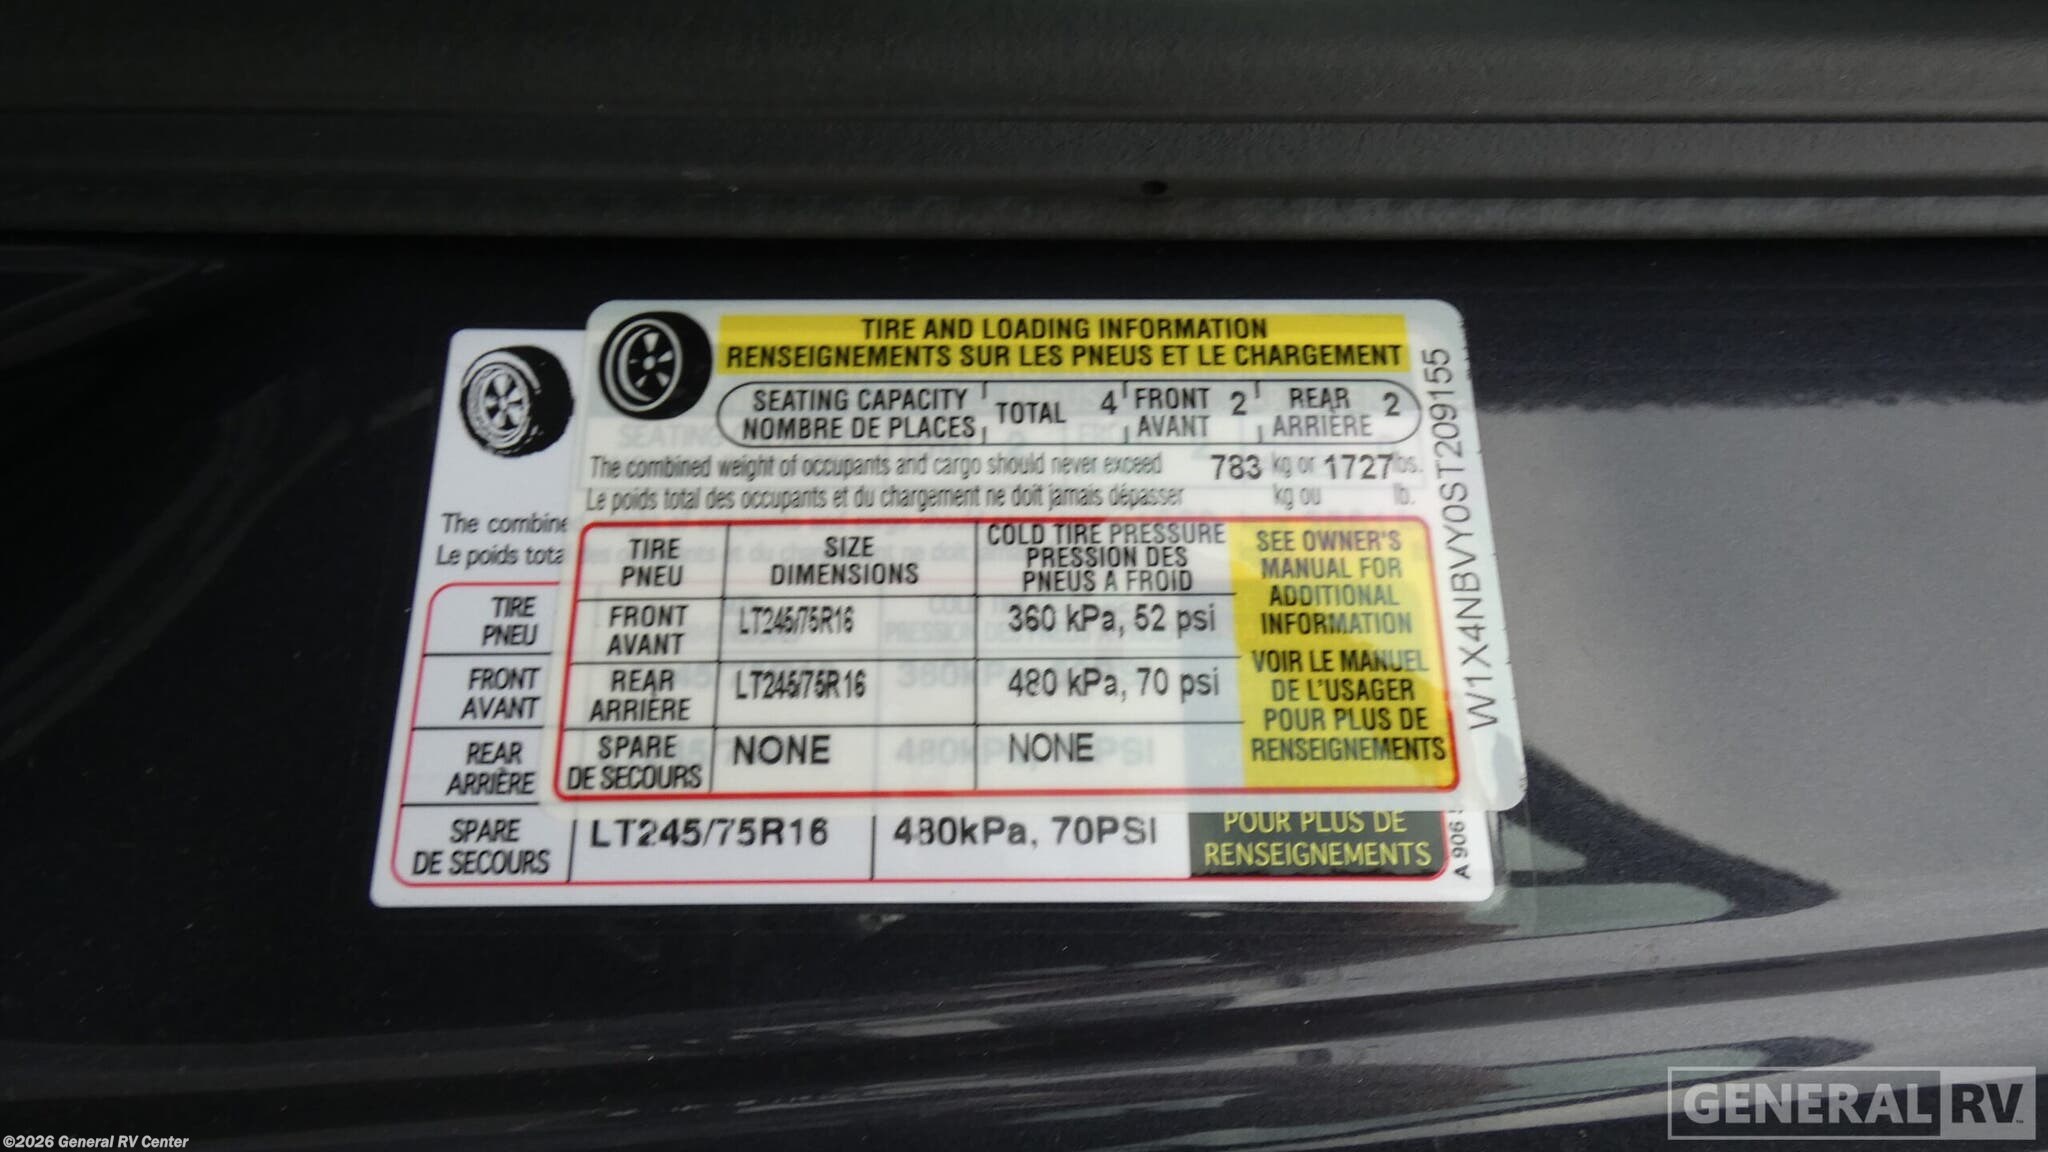 TIRE AND LOADING INFORMATION
RENSEIGNEMENTS SUR LES PNEUS ET LE CHARGEMENT
SEATING CAPACITY TOTAL 4 FRONT 2 REAR 2
NOMBRE DE PLACES AVANT ARRIÈRE
The combined weight of occupants and cargo should never exceed 783 kg or 1727 lbs.
Le poids total des occupants et du chargement ne doit jamais dépasser kg ou lb.
TIRE SIZE COLD TIRE PRESSURE
PNEU DIMENSIONS PRESSION DES
PNEUS A FROID
FRONT LT245/75R16 360 kPa, 52 psi
AVANT
REAR LT245/75R16 480 kPa, 70 psi
ARRIÈRE
SPARE NONE NONE
DE SECOURS
SEE OWNER'S
MANUAL FOR
ADDITIONAL
INFORMATION
VOIR LE MANUEL
DE L'USAGER
POUR PLUS DE
RENSEIGNEMENTS
W1X4NBVY0ST209155
The combine
Le poids tota
TIRE
PNEU
FRONT
AVANT
REAR
ARRIÈRE
SPARE LT245/75R16 480kPa, 70PSI
DE SECOURS
POUR PLUS DE
RENSEIGNEMENTS
A 906
GENERAL RV
©2026 General RV Center